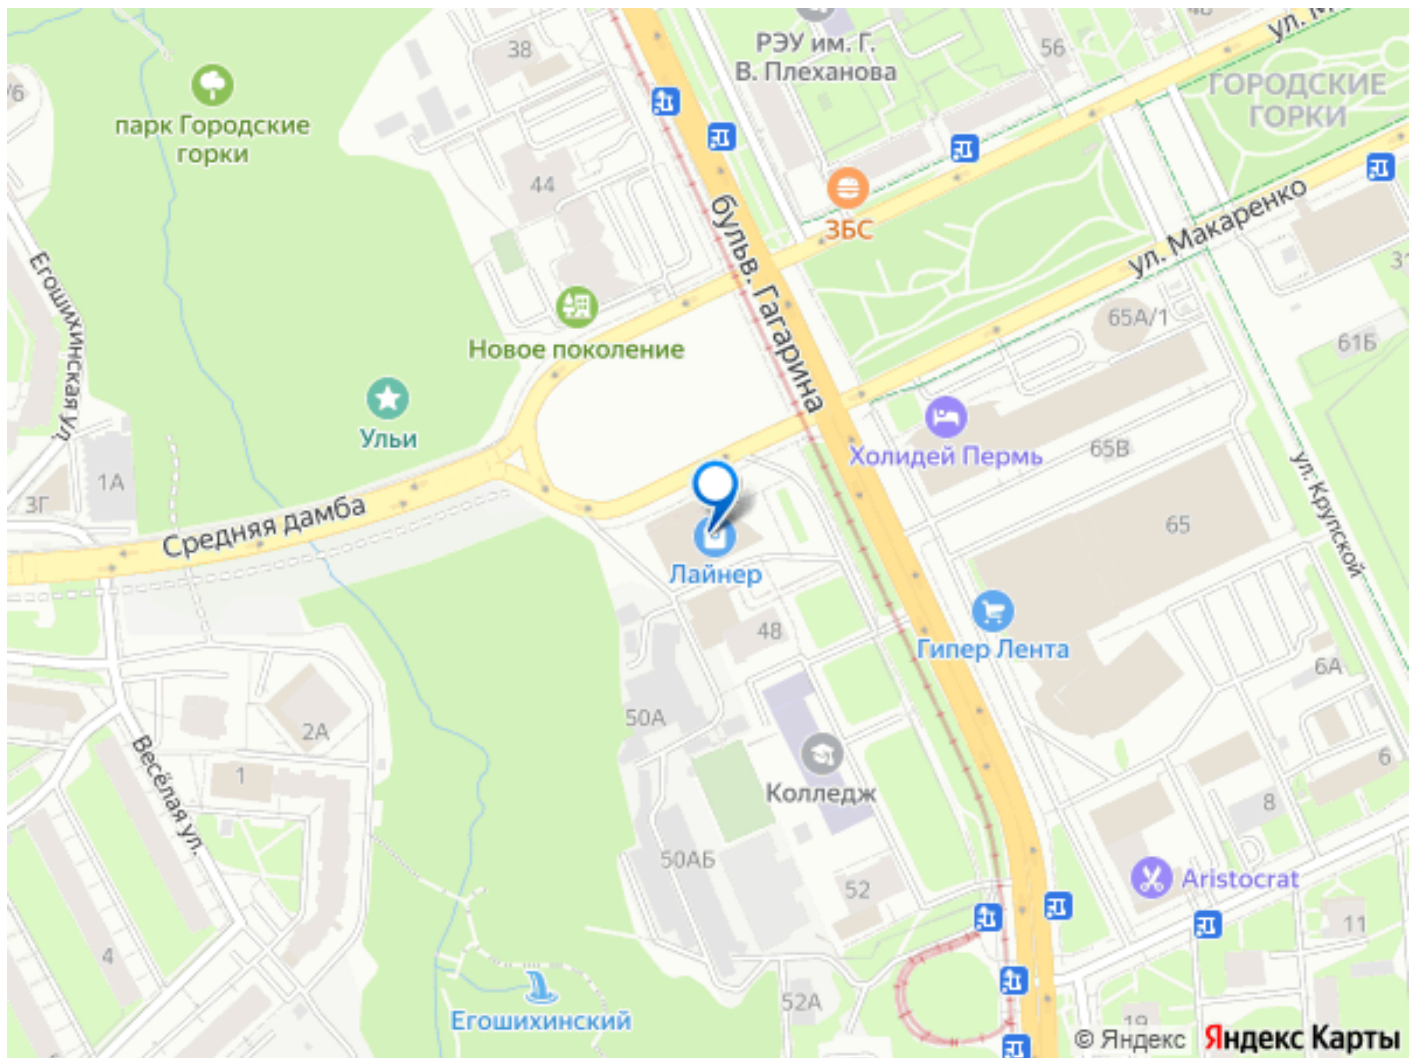 38
РЭУ им. Г.
В. Плеханова
56
ГОРОДСКИЕ
ГОРКИ
/6
парк Городские
горки
44
ЗБС
бульв. Гагарина
ул. Макаренко
Егошихинская ул.
Новое поколение
65А/1
61Б
31
Ульи
Холидей Пермь
65В
1А
3Г
Средняя дамба
65
ул. Крупской
Лайнер
48
Гипер Лента
6А
50А
2А
1
Весёлая ул.
Колледж
6
8
50АБ
52
Aristocrat
11
4
Егошихинский
52А
19
© Яндекс Яндекс Карты